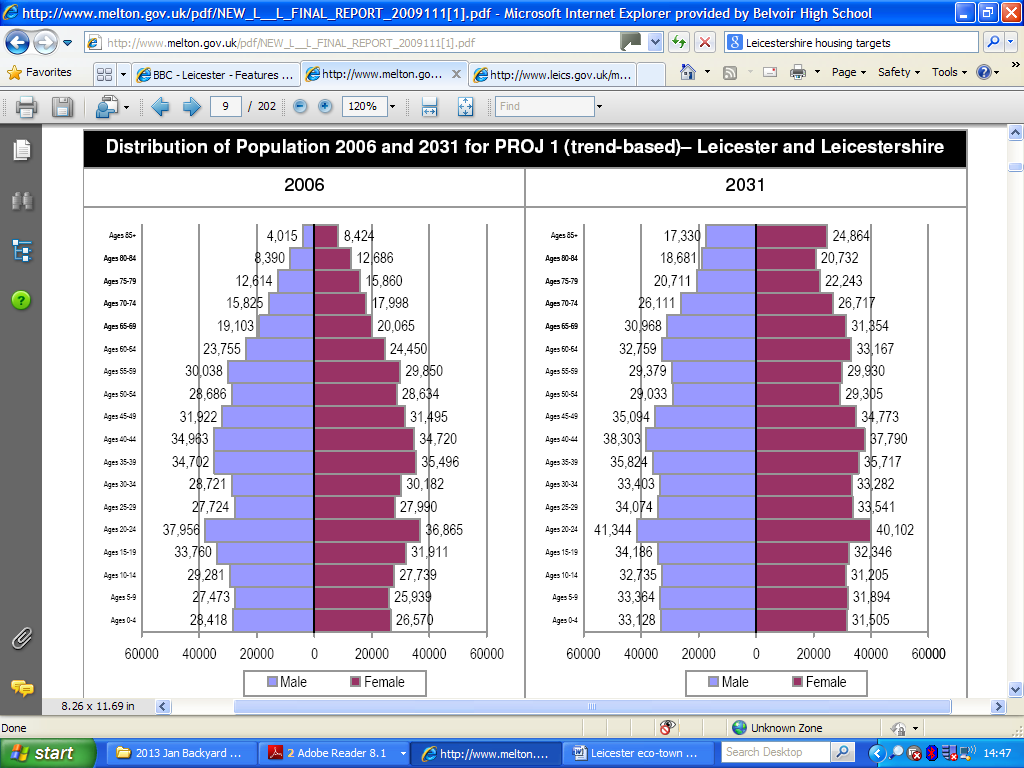 http://www.melton.gov.uk/pdf/NEW_L__L_FINAL_REPORT_2009111[1].pdf - Microsoft Internet Explorer provided by Belvoir High School
http://www.melton.gov.uk/pdf/NEW_L__L_FINAL_REPORT_2009111[1].pdf
Leicestershire housing targets
Favorites
BBC - Leicester - Features ...
http://www.melton.go...
http://www.leics.gov.uk/m...
Page
Safety
Tools
9 / 202
120%
Find
Distribution of Population 2006 and 2031 for PROJ 1 (trend-based)– Leicester and Leicestershire
2006
2031
Ages 85+ 4,015 8,424
Ages 80-84 8,390 12,686
Ages 75-79 12,614 15,860
Ages 70-74 15,825 17,998
Ages 65-69 19,103 20,065
Ages 60-64 23,755 24,450
Ages 55-59 30,038 29,850
Ages 50-54 28,686 28,634
Ages 45-49 31,922 31,495
Ages 40-44 34,963 34,720
Ages 35-39 34,702 35,496
Ages 30-34 28,721 30,182
Ages 25-29 27,724 27,990
Ages 20-24 37,956 36,865
Ages 15-19 33,760 31,911
Ages 10-14 29,281 27,739
Ages 5-9 27,473 25,939
Ages 0-4 28,418 26,570
60000 40000 20000 0 20000 40000 60000
Male Female
Ages 85+ 17,330 24,864
Ages 80-84 18,681 20,732
Ages 75-79 20,711 22,243
Ages 70-74 26,111 26,717
Ages 65-69 30,968 31,354
Ages 60-64 32,759 33,167
Ages 55-59 29,379 29,930
Ages 50-54 29,033 29,305
Ages 45-49 35,094 34,773
Ages 40-44 38,303 37,790
Ages 35-39 35,824 35,717
Ages 30-34 33,403 33,282
Ages 25-29 34,074 33,541
Ages 20-24 41,344 40,102
Ages 15-19 34,186 32,346
Ages 10-14 32,735 31,205
Ages 5-9 33,364 31,894
Ages 0-4 33,128 31,505
60000 40000 20000 0 20000 40000 60000
Male Female
8.26 x 11.69 in
Done
Unknown Zone
start
2013 Jan Backyard ...
2 Adobe Reader 8.1
http://www.melton....
Leicester eco-town ...
Search Desktop
14:47